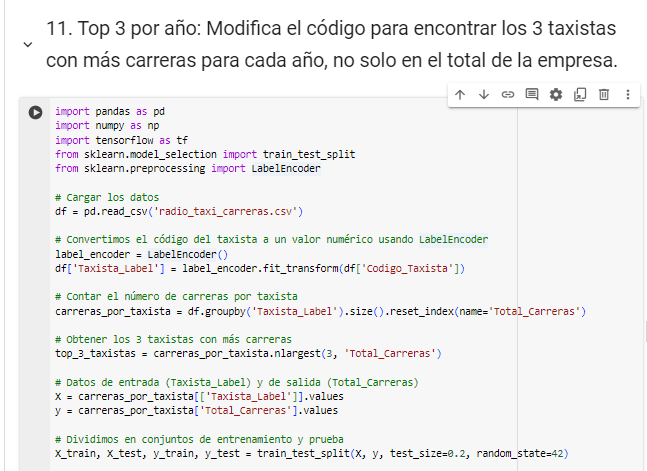 11. Top 3 por año: Modifica el código para encontrar los 3 taxistas
con más carreras para cada año, no solo en el total de la empresa.
import pandas as pd
import numpy as np
import tensorflow as tf
from sklearn.model_selection import train_test_split
from sklearn.preprocessing import LabelEncoder
# Cargar los datos
df = pd.read_csv('radio_taxi_carreras.csv')
# Convertimos el código del taxista a un valor numérico usando LabelEncoder
label_encoder = LabelEncoder()
df['Taxista_Label'] = label_encoder.fit_transform(df['Codigo_Taxista'])
# Contar el número de carreras por taxista
carreras_por_taxista = df.groupby('Taxista_Label').size().reset_index(name='Total_Carreras')
# Obtener los 3 taxistas con más carreras
top_3_taxistas = carreras_por_taxista.nlargest(3, 'Total_Carreras')
# Datos de entrada (Taxista_Label) y de salida (Total_Carreras)
X = carreras_por_taxista[['Taxista_Label']].values
y = carreras_por_taxista['Total_Carreras'].values
# Dividimos en conjuntos de entrenamiento y prueba
X_train, X_test, y_train, y_test = train_test_split(X, y, test_size=0.2, random_state=42)